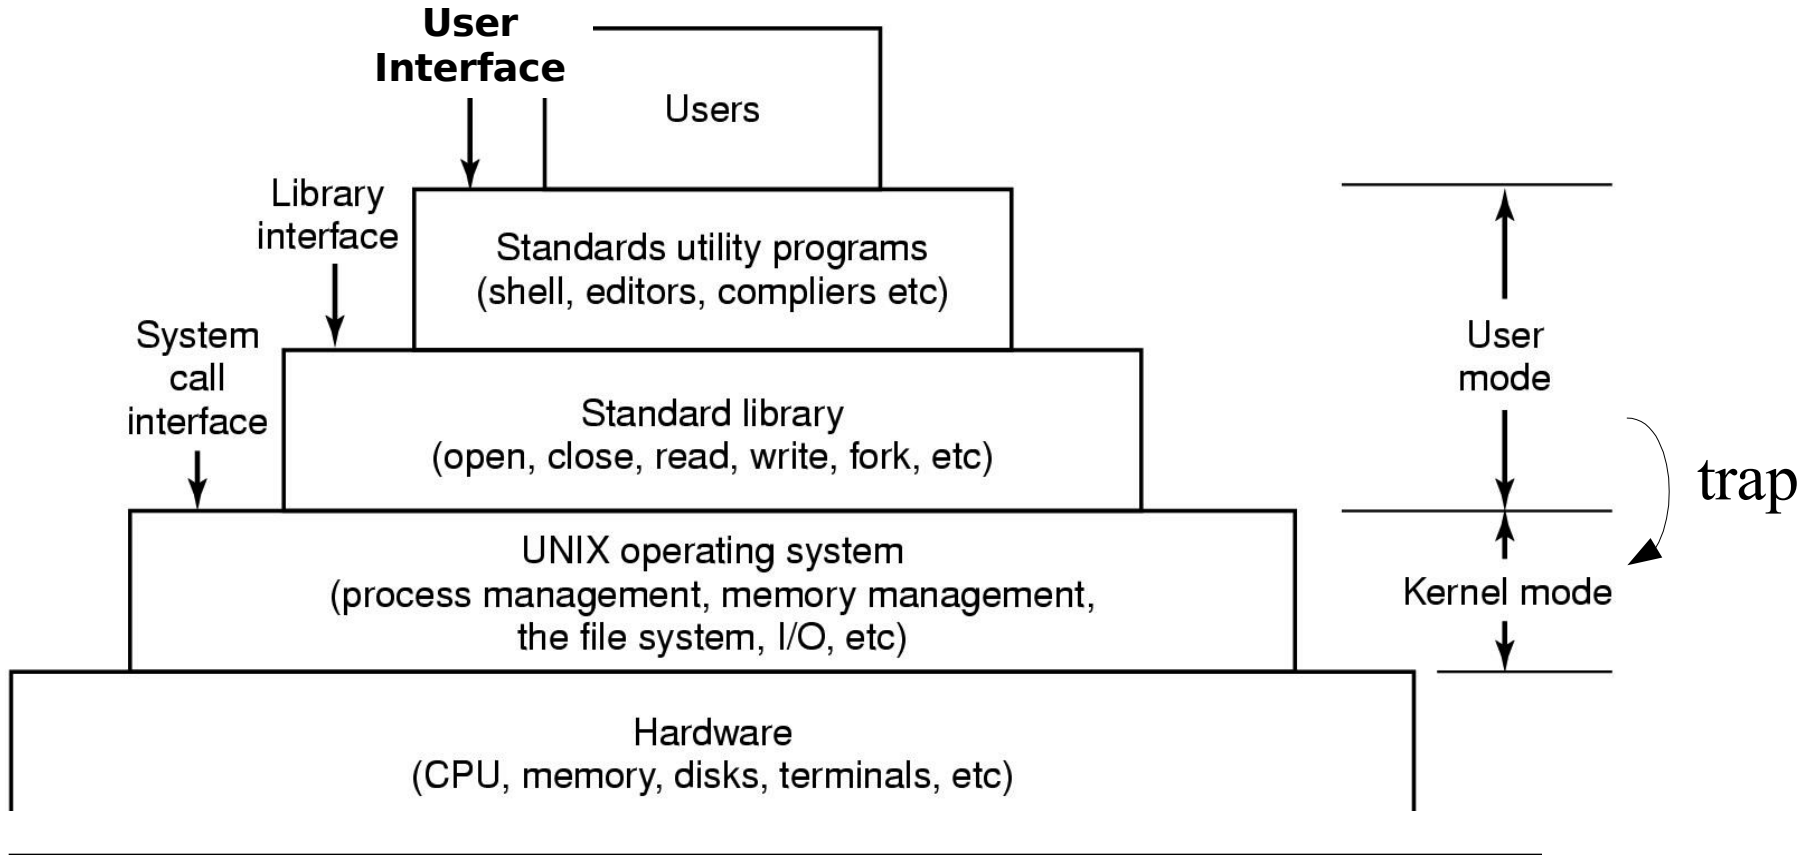 User
Interface
Users
Library
interface
Standards utility programs
(shell, editors, compliers etc)
System
call
interface
User
mode
Standard library
(open, close, read, write, fork, etc)
trap
UNIX operating system
(process management, memory management,
the file system, I/O, etc)
Kernel mode
Hardware
(CPU, memory, disks, terminals, etc)